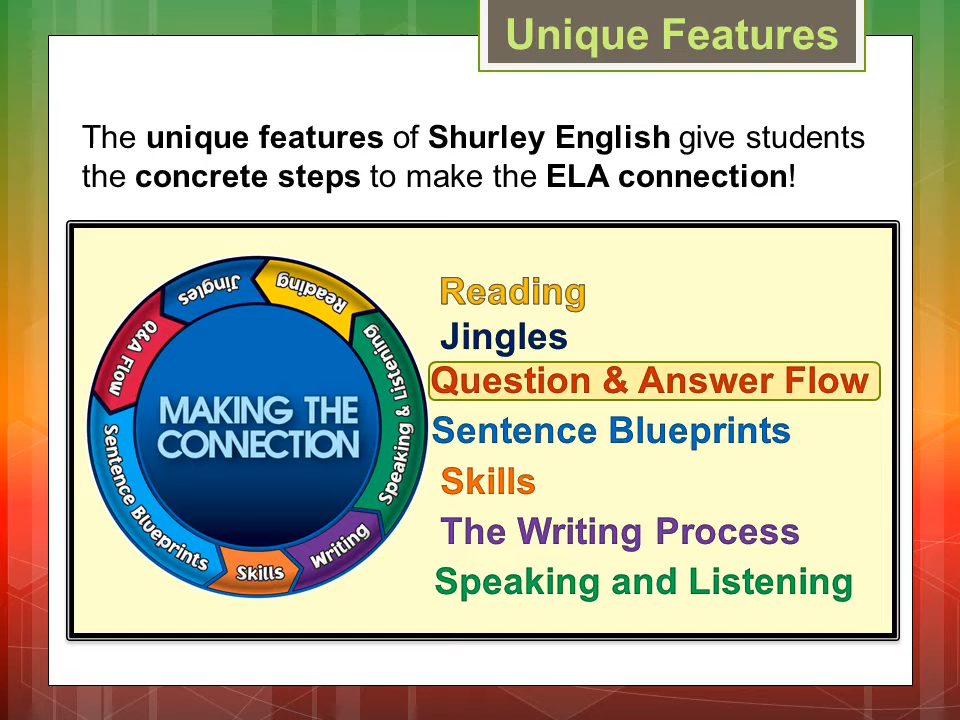 Unique Features
The unique features of Shurley English give students
the concrete steps to make the ELA connection!
Jingles
Reading
Q&A Flow
Speaking & Listening
MAKING THE
CONNECTION
Sentence Blueprints
Skills
Writing
Reading
Jingles
Question & Answer Flow
Sentence Blueprints
Skills
The Writing Process
Speaking and Listening